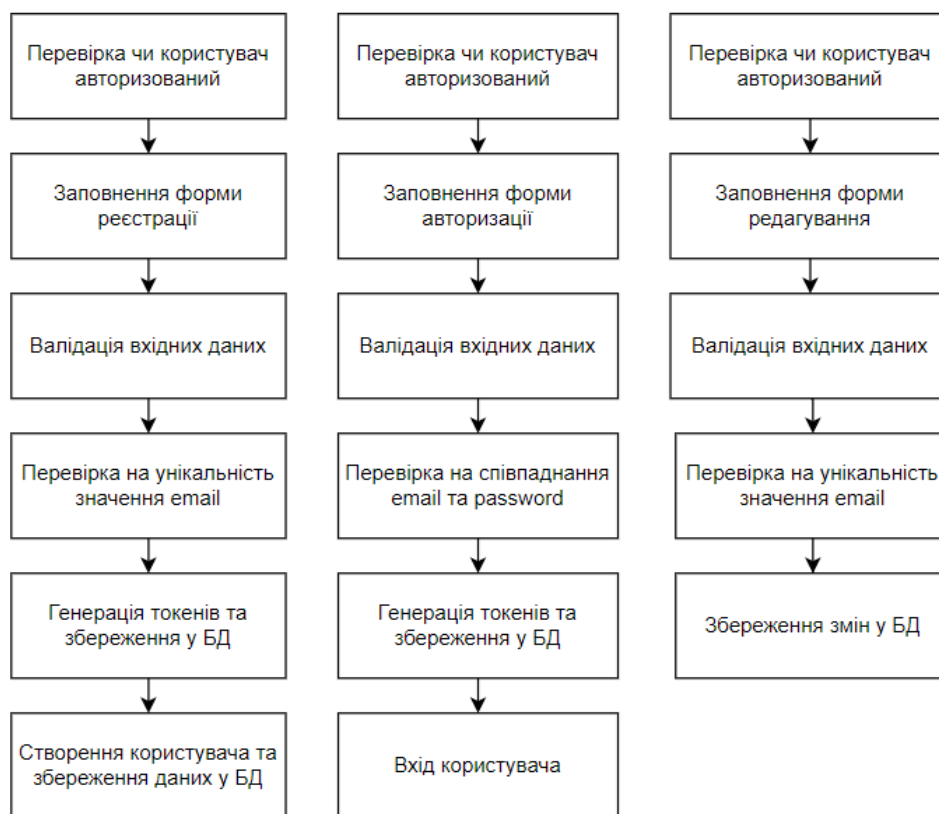 Перевірка чи користувач
авторизований
Заповнення форми
реєстрації
Валідація вхідних даних
Перевірка на унікальність
значення email
Генерація токенів та
збереження у БД
Створення користувача та
збереження даних у БД
Перевірка чи користувач
авторизований
Заповнення форми
авторизації
Валідація вхідних даних
Перевірка на співпаднання
email та password
Генерація токенів та
збереження у БД
Вхід користувача
Перевірка чи користувач
авторизований
Заповнення форми
редагування
Валідація вхідних даних
Перевірка на унікальність
значення email
Збереження змін у БД